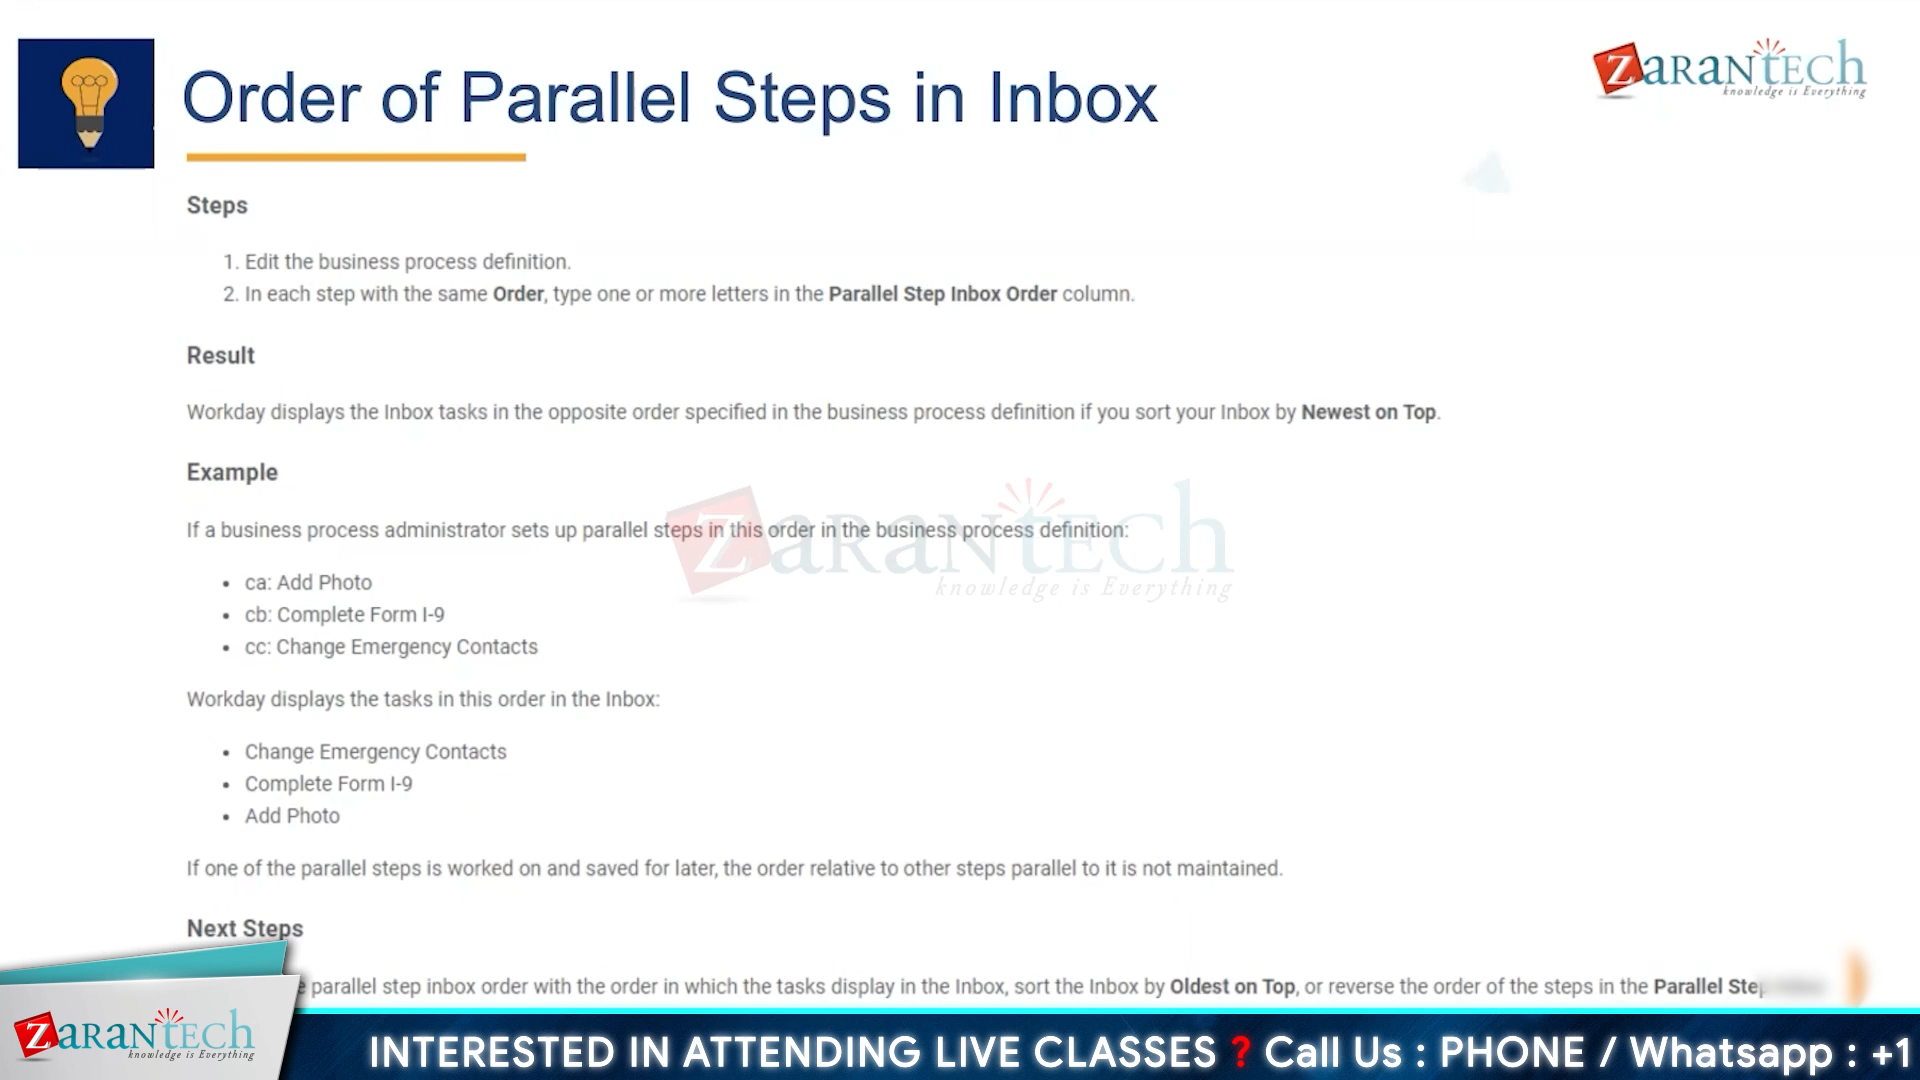 Order of Parallel Steps in Inbox
ZaranTech
knowledge is Everything
Steps
1. Edit the business process definition.
2. In each step with the same Order, type one or more letters in the Parallel Step Inbox Order column.
Result
Workday displays the Inbox tasks in the opposite order specified in the business process definition if you sort your Inbox by Newest on Top.
Example
If a business process administrator sets up parallel steps in this order in the business process definition:
ZaranTech
knowledge is Everything
• ca: Add Photo
• cb: Complete Form I-9
• cc: Change Emergency Contacts
Workday displays the tasks in this order in the Inbox:
• Change Emergency Contacts
• Complete Form I-9
• Add Photo
If one of the parallel steps is worked on and saved for later, the order relative to other steps parallel to it is not maintained.
Next Steps
parallel step inbox order with the order in which the tasks display in the Inbox, sort the Inbox by Oldest on Top, or reverse the order of the steps in the Parallel
ZaranTech
knowledge is Everything
INTERESTED IN ATTENDING LIVE CLASSES ❓ Call Us : PHONE / Whatsapp : +1